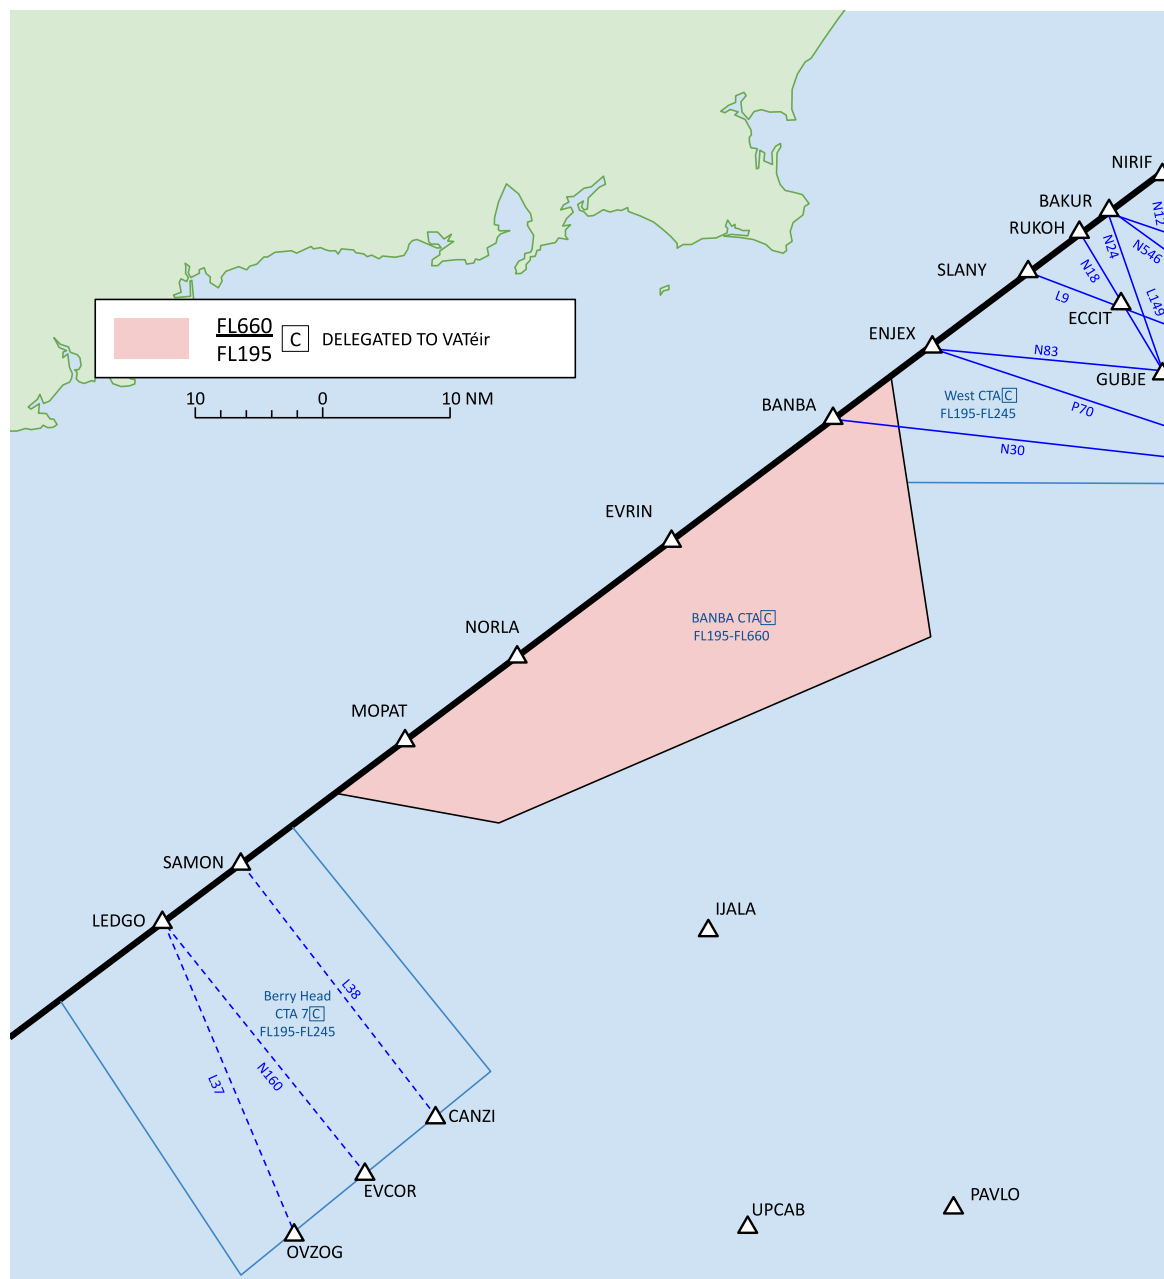 NIRIF
BAKUR
N12
RUKOH
N24
N546
SLANY
N18
L9
L149
ECCIT
FL660
C
DELEGATED TO VATéir
FL195
ENJEX
N83
GUBJE
10
0
10 NM
BANBA
West CTA C
FL195-FL245
P70
N30
EVRIN
BANBA CTA C
FL195-FL660
NORLA
MOPAT
SAMON
LEDGO
IJALA
L38
Berry Head
CTA 7 C
FL195-FL245
L37
N160
CANZI
EVCOR
PAVLO
UPCAB
OVZOG